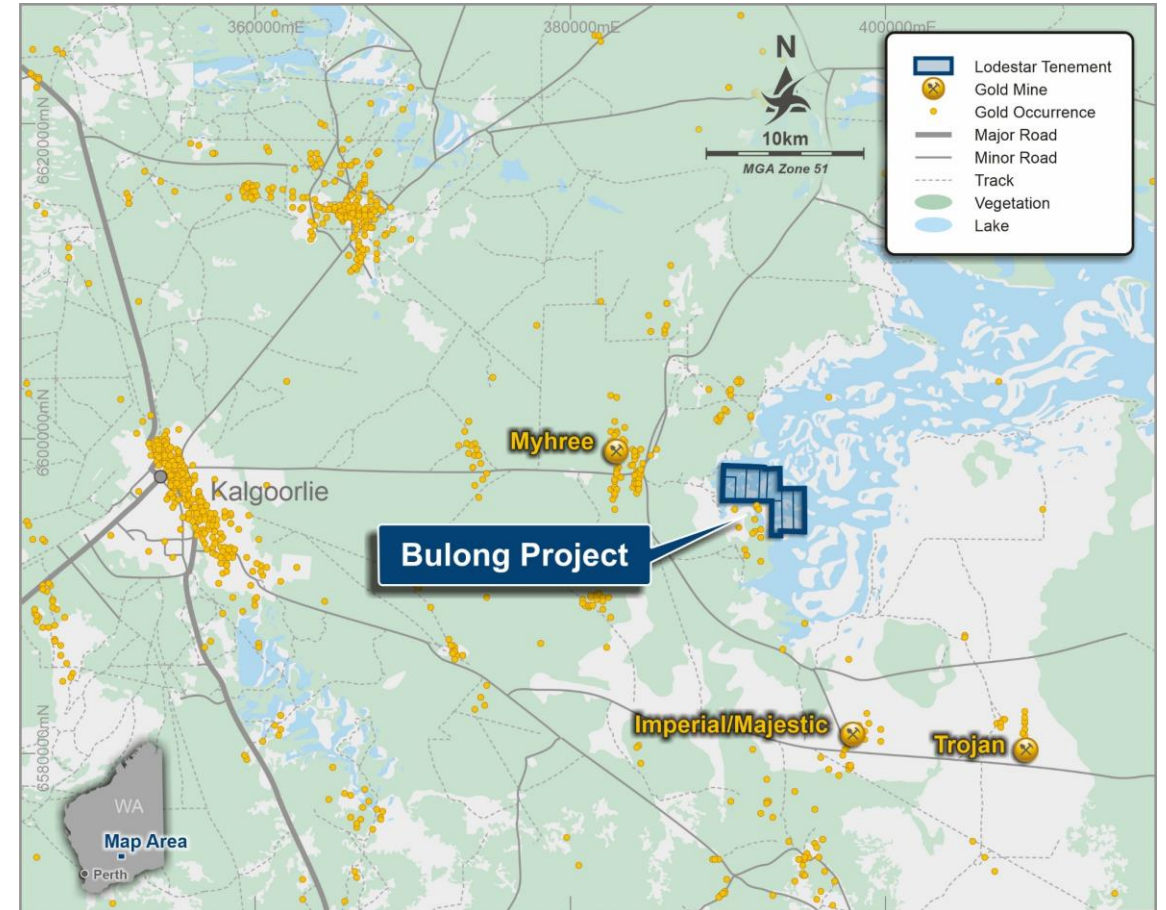 360000mE
380000mE
400000mE
6620000mN
6600000mN
6580000mN
N
10km
MGA Zone 51
Lodestar Tenement
Gold Mine
Gold Occurrence
Major Road
Minor Road
Track
Vegetation
Lake
Myhree
Kalgoorlie
Bulong Project
Imperial/Majestic
Trojan
WA
Map Area
Perth